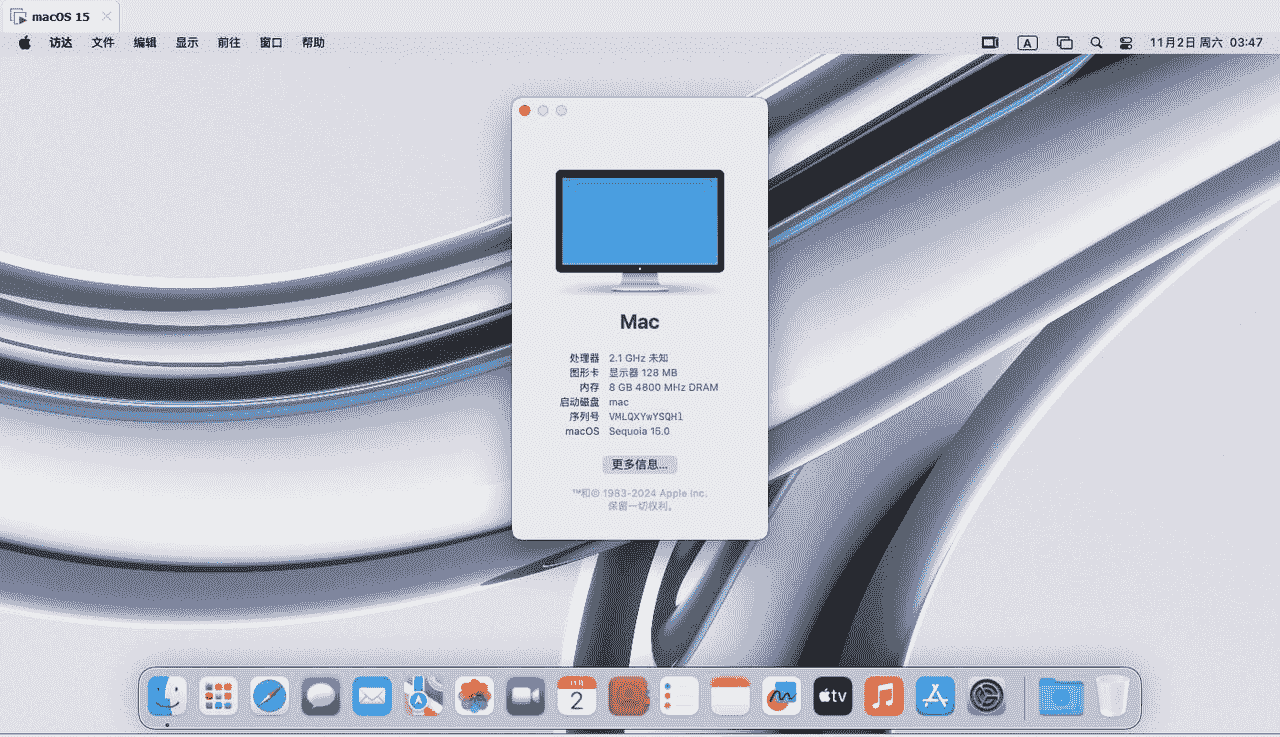 macOS 15
访达 文件 编辑 显示 前往 窗口 帮助 A 11月2日 周六 03:47
Mac
处理器 2.1 GHz 未知
图形卡 显示器 128 MB
内存 8 GB 4800 MHz DRAM
启动磁盘 mac
序列号 VMLQXYwYSQHl
macOS Sequoia 15.0
更多信息...
™和© 1983-2024 Apple Inc.
保留一切权利。
11月
2
tv